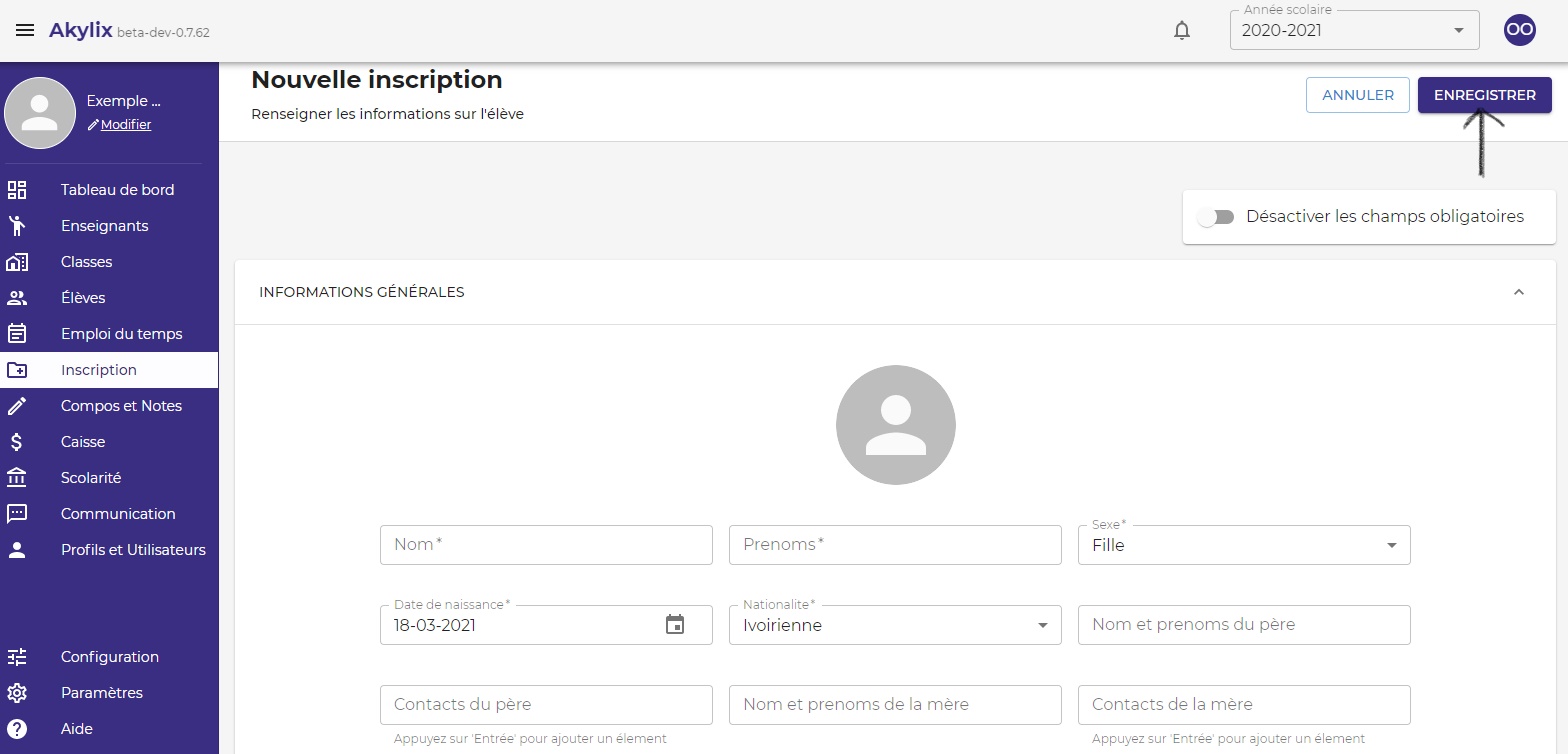 Akylix beta-dev-0.7.62
Année scolaire
2020-2021
OO
Exemple ...
Modifier
Tableau de bord
Enseignants
Classes
Élèves
Emploi du temps
Inscription
Compos et Notes
Caisse
Scolarité
Communication
Profils et Utilisateurs
Configuration
Paramètres
Aide
Nouvelle inscription
Renseigner les informations sur l'élève
ANNULER
ENREGISTRER
Désactiver les champs obligatoires
INFORMATIONS GÉNÉRALES
Nom *
Prenoms *
Sexe *
Fille
Date de naissance *
18-03-2021
Nationalite *
Ivoirienne
Nom et prenoms du père
Contacts du père
Appuyez sur 'Entrée' pour ajouter un élement
Nom et prenoms de la mère
Contacts de la mère
Appuyez sur 'Entrée' pour ajouter un élement